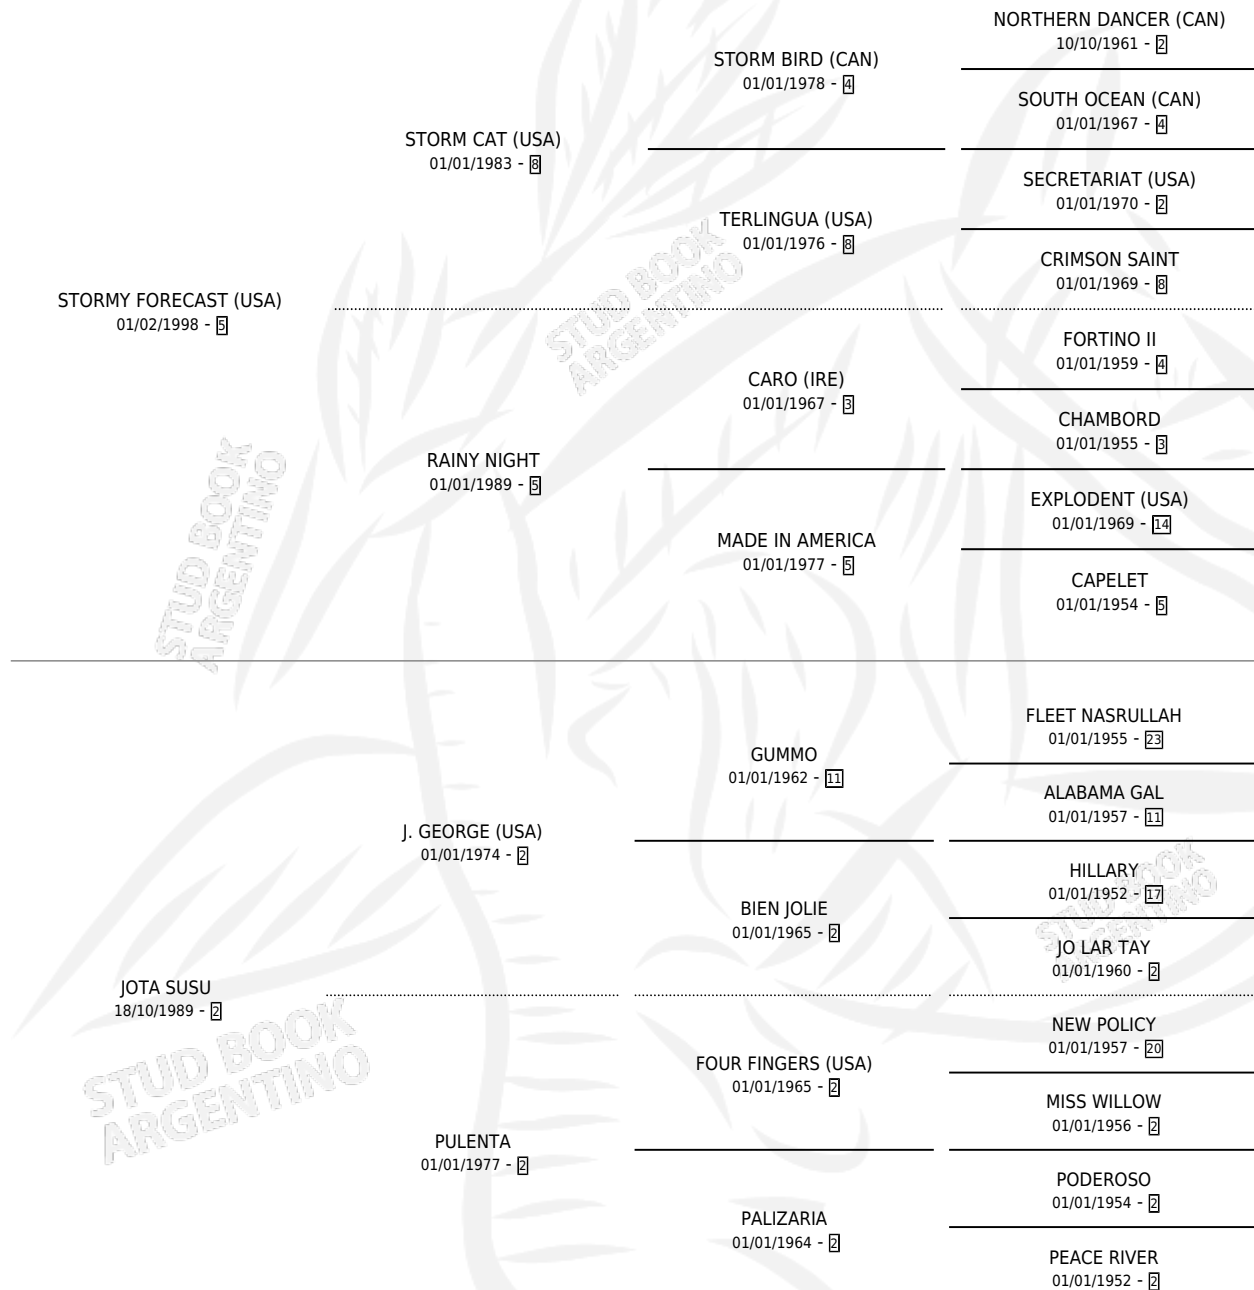 NORTHERN DANCER (CAN)
10/10/1961 - 2
STORM BIRD (CAN)
01/01/1978 - 4
SOUTH OCEAN (CAN)
01/01/1967 - 4
STORM CAT (USA)
01/01/1983 - 8
SECRETARIAT (USA)
01/01/1970 - 2
TERLINGUA (USA)
01/01/1976 - 8
CRIMSON SAINT
01/01/1969 - 8
STORMY FORECAST (USA)
01/02/1998 - 5
FORTINO II
01/01/1959 - 4
CARO (IRE)
01/01/1967 - 3
CHAMBORD
01/01/1955 - 3
RAINY NIGHT
01/01/1989 - 5
EXPLODENT (USA)
01/01/1969 - 14
MADE IN AMERICA
01/01/1977 - 5
CAPELET
01/01/1954 - 5
FLEET NASRULLAH
01/01/1955 - 23
GUMMO
01/01/1962 - 11
ALABAMA GAL
01/01/1957 - 11
J. GEORGE (USA)
01/01/1974 - 2
HILLARY
01/01/1952 - 17
BIEN JOLIE
01/01/1965 - 2
JO LAR TAY
01/01/1960 - 2
JOTA SUSU
18/10/1989 - 2
NEW POLICY
01/01/1957 - 20
FOUR FINGERS (USA)
01/01/1965 - 2
MISS WILLOW
01/01/1956 - 2
PULENTA
01/01/1977 - 2
PODEROSO
01/01/1954 - 2
PALIZARIA
01/01/1964 - 2
PEACE RIVER
01/01/1952 - 2
STUD BOOK
ARGENTINO
STUD BOOK
ARGENTINO
STUD BOOK
ARGENTINO
STUD BOOK
ARGENTINO